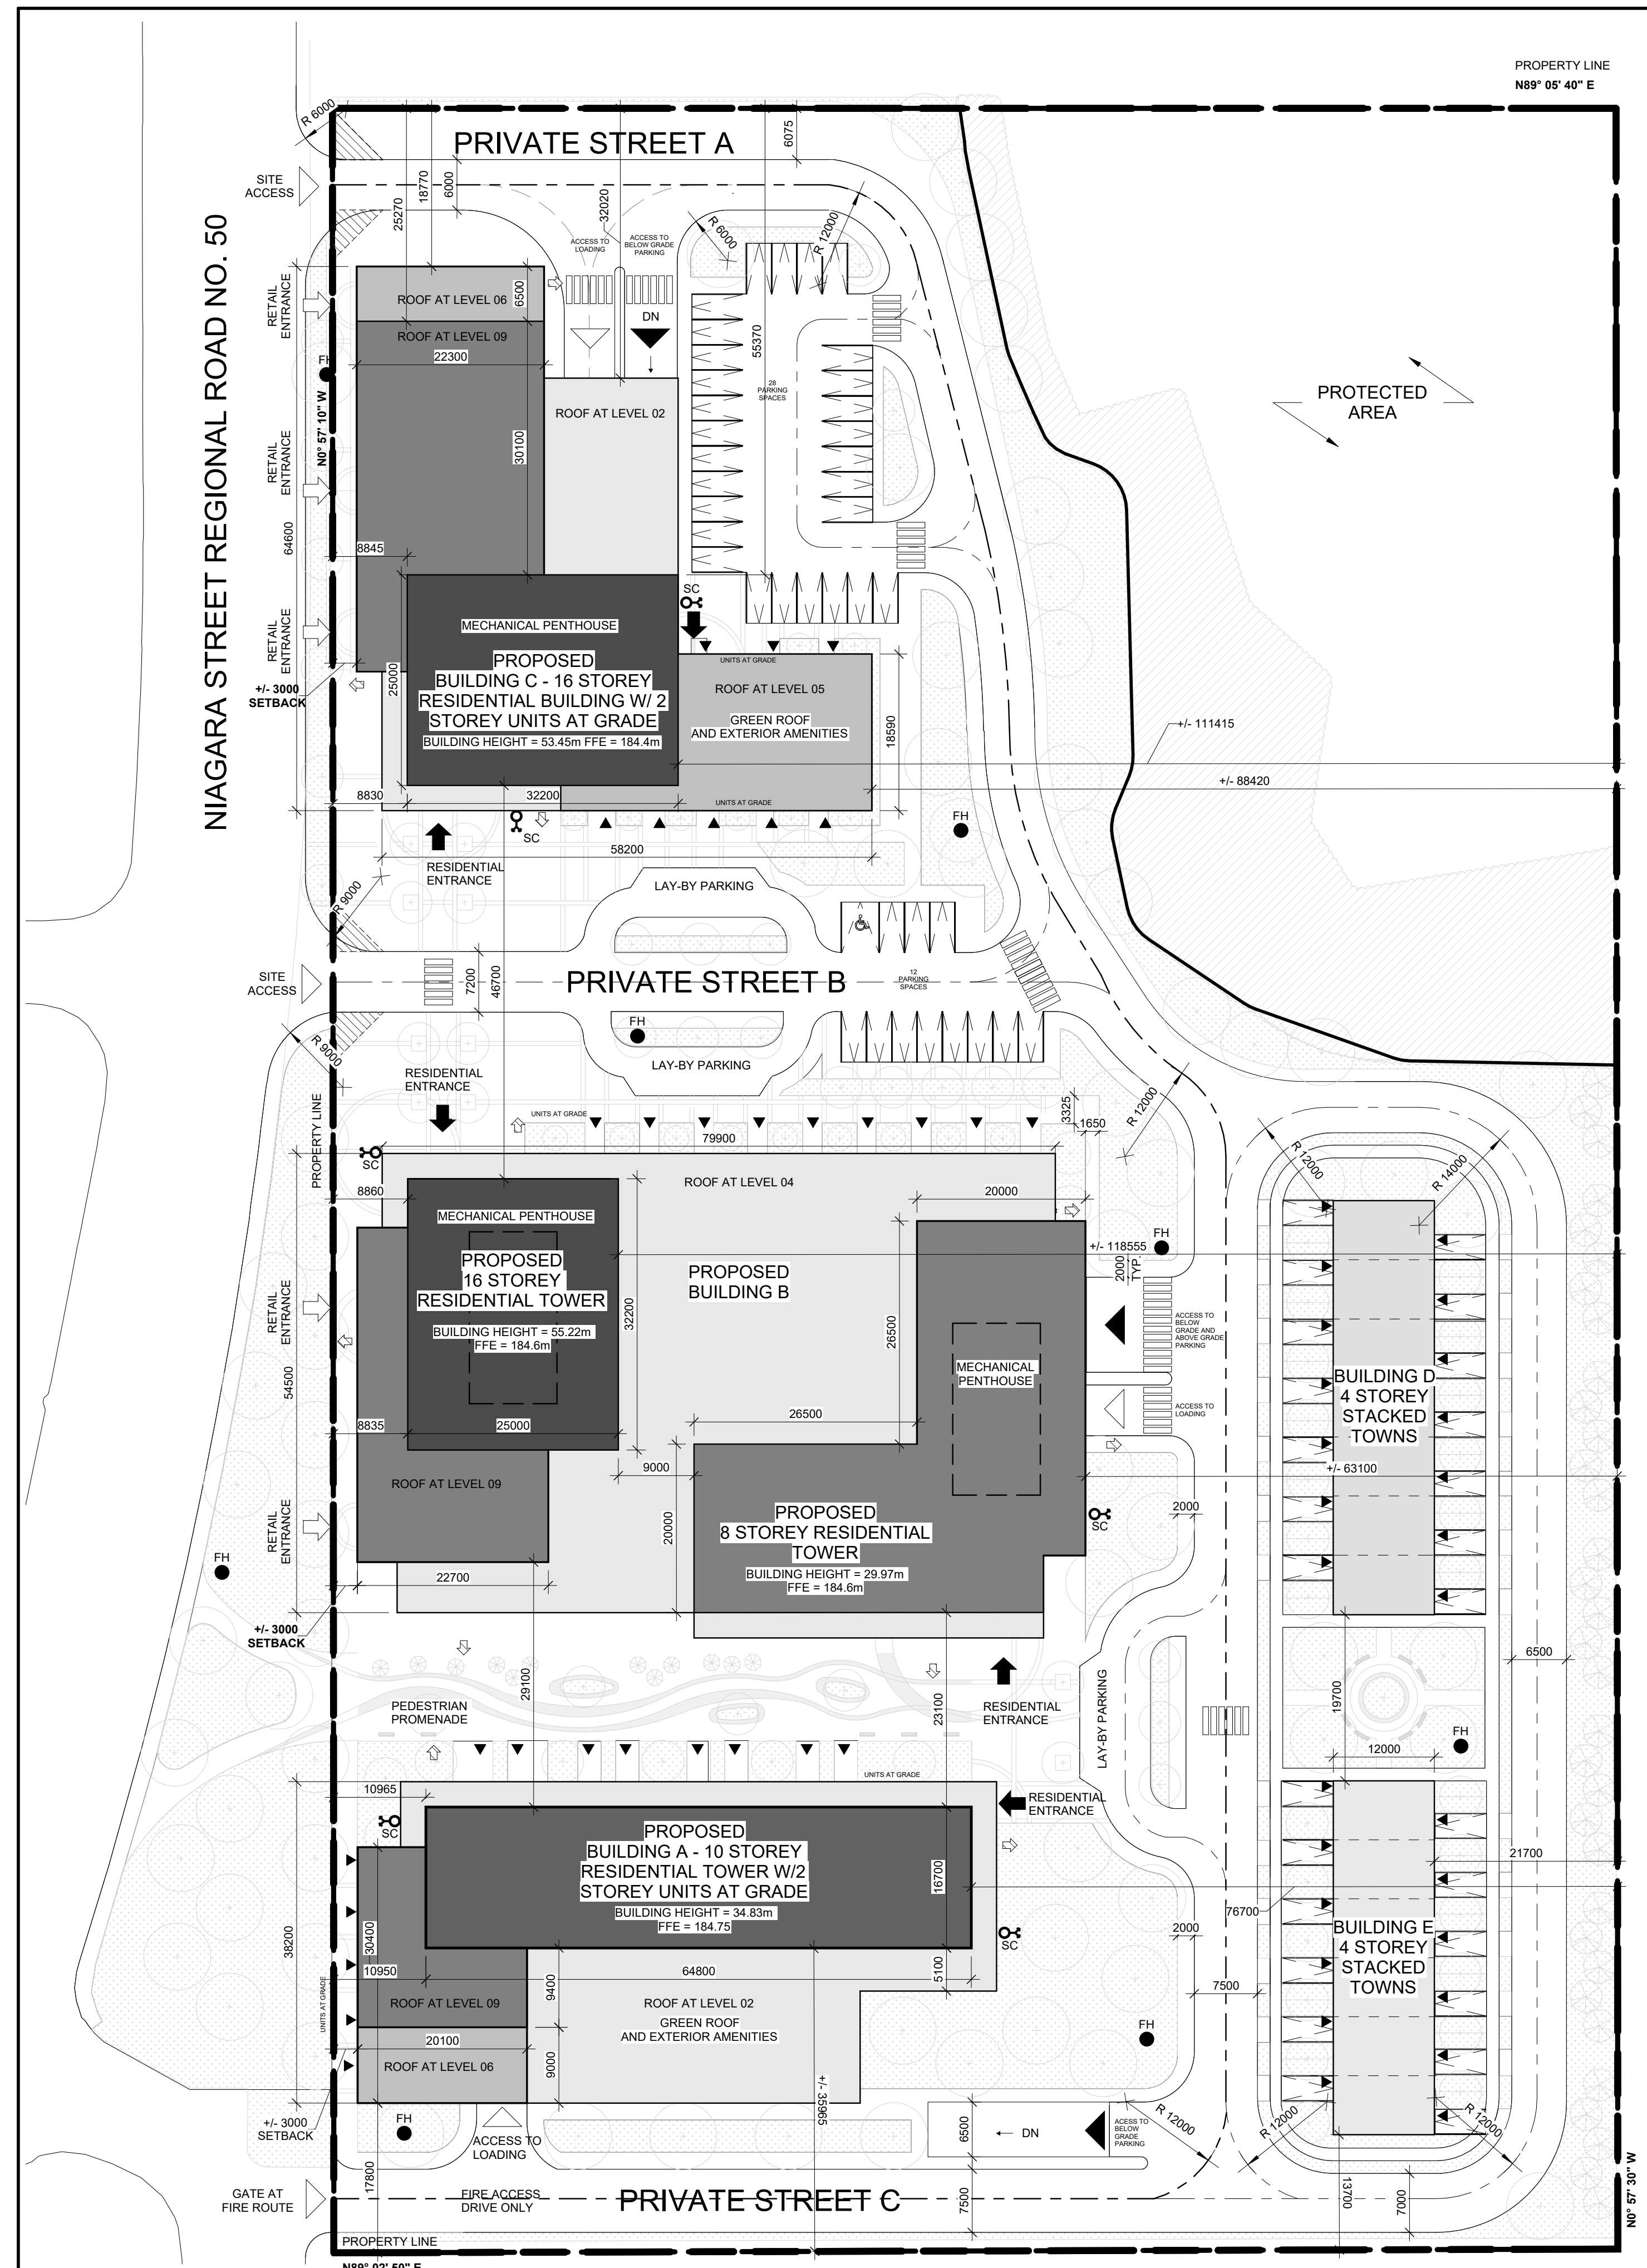 PROPERTY LINE
N89° 05' 40" E
R 6000
PRIVATE STREET A
6075
SITE
ACCESS
25270
18770
6000
32020
R 6000
R 12000
ACCESS TO
LOADING
ACCESS TO
BELOW GRADE
PARKING
NIAGARA STREET REGIONAL ROAD NO. 50
RETAIL
ENTRANCE
ROOF AT LEVEL 06
6500
DN
ROOF AT LEVEL 09
22300
FH
N0° 57' 10" W
55370
28
PARKING
SPACES
PROTECTED
AREA
ROOF AT LEVEL 02
RETAIL
ENTRANCE
30100
64600
8845
SC
RETAIL
ENTRANCE
MECHANICAL PENTHOUSE
PROPOSED
BUILDING C - 16 STOREY
RESIDENTIAL BUILDING W/ 2
STOREY UNITS AT GRADE
BUILDING HEIGHT = 53.45m FFE = 184.4m
25000
+/- 3000
SETBACK
UNITS AT GRADE
ROOF AT LEVEL 05
GREEN ROOF
AND EXTERIOR AMENITIES
18590
+/- 111415
+/- 88420
8830
32200
UNITS AT GRADE
SC
FH
58200
RESIDENTIAL
ENTRANCE
LAY-BY PARKING
R 9000
SITE
ACCESS
7200
46700
PRIVATE STREET B
12
PARKING
SPACES
FH
R 9000
LAY-BY PARKING
RESIDENTIAL
ENTRANCE
PROPERTY LINE
UNITS AT GRADE
79900
3325
1650
R 12000
SC
R 12000
R 14000
8860
ROOF AT LEVEL 04
20000
MECHANICAL PENTHOUSE
PROPOSED
16 STOREY
RESIDENTIAL TOWER
BUILDING HEIGHT = 55.22m
FFE = 184.6m
32200
PROPOSED
BUILDING B
FH
+/- 118555
2000
TYP.
RETAIL
ENTRANCE
54500
26500
MECHANICAL
PENTHOUSE
ACCESS TO
BELOW
GRADE AND
ABOVE GRADE
PARKING
BUILDING D
4 STOREY
STACKED
TOWNS
8835
25000
26500
ACCESS TO
LOADING
9000
+/- 63100
ROOF AT LEVEL 09
RETAIL
ENTRANCE
20000
PROPOSED
8 STOREY RESIDENTIAL
TOWER
BUILDING HEIGHT = 29.97m
FFE = 184.6m
SC
2000
FH
22700
+/- 3000
SETBACK
6500
29100
23100
19700
PEDESTRIAN
PROMENADE
RESIDENTIAL
ENTRANCE
LAY-BY PARKING
FH
12000
UNITS AT GRADE
10965
RESIDENTIAL
ENTRANCE
SC
PROPOSED
BUILDING A - 10 STOREY
RESIDENTIAL TOWER W/2
STOREY UNITS AT GRADE
BUILDING HEIGHT = 34.83m
FFE = 184.75
16700
21700
76700
38200
30400
SC
2000
BUILDING E
4 STOREY
STACKED
TOWNS
10950
64800
5100
7500
UNITS AT GRADE
ROOF AT LEVEL 09
9400
ROOF AT LEVEL 02
GREEN ROOF
AND EXTERIOR AMENITIES
FH
20100
ROOF AT LEVEL 06
9000
+/- 3000
SETBACK
FH
+/- 35965
ACCESS TO
LOADING
6500
DN
ACESS TO
BELOW
GRADE
PARKING
R 12000
R 12000
R 12000
17800
GATE AT
FIRE ROUTE
FIRE ACCESS
DRIVE ONLY
PRIVATE STREET C
7500
13700
7000
N0° 57' 30" W
PROPERTY LINE
N89° 02' 50" E